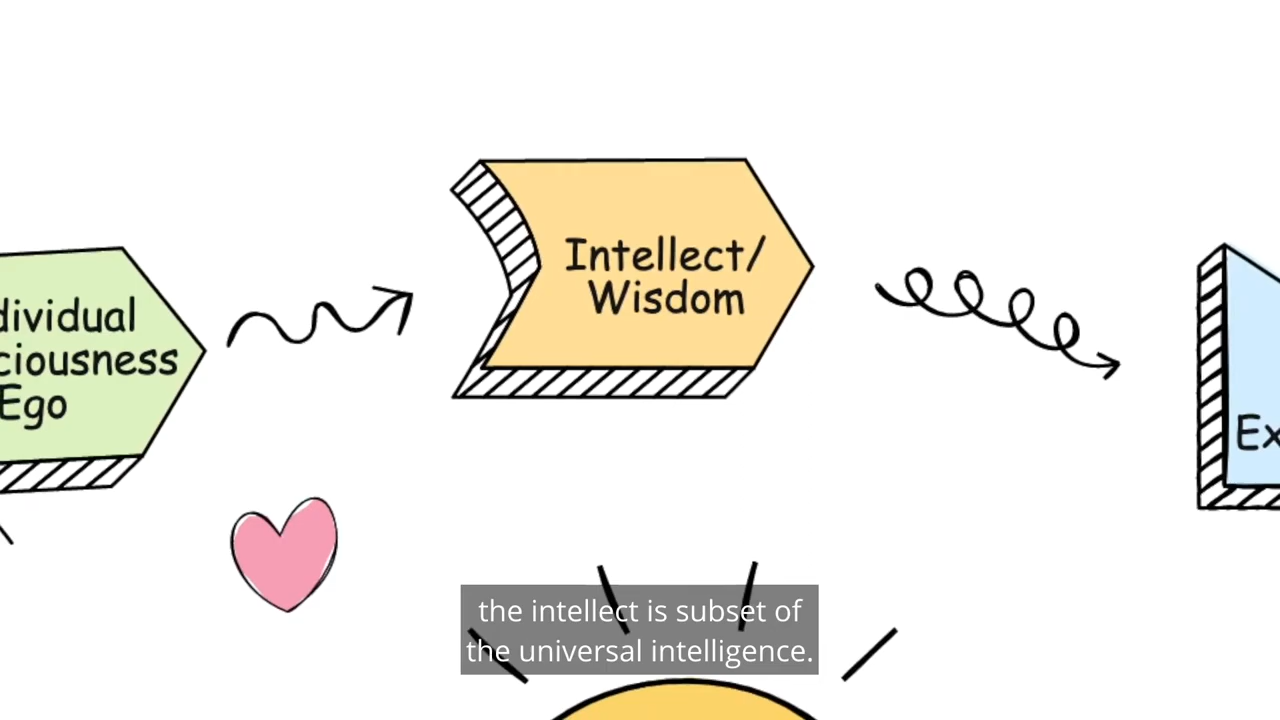 dividual
ciousness
Ego
Intellect/
Wisdom
Ex
the intellect is subset of
the universal intelligence.